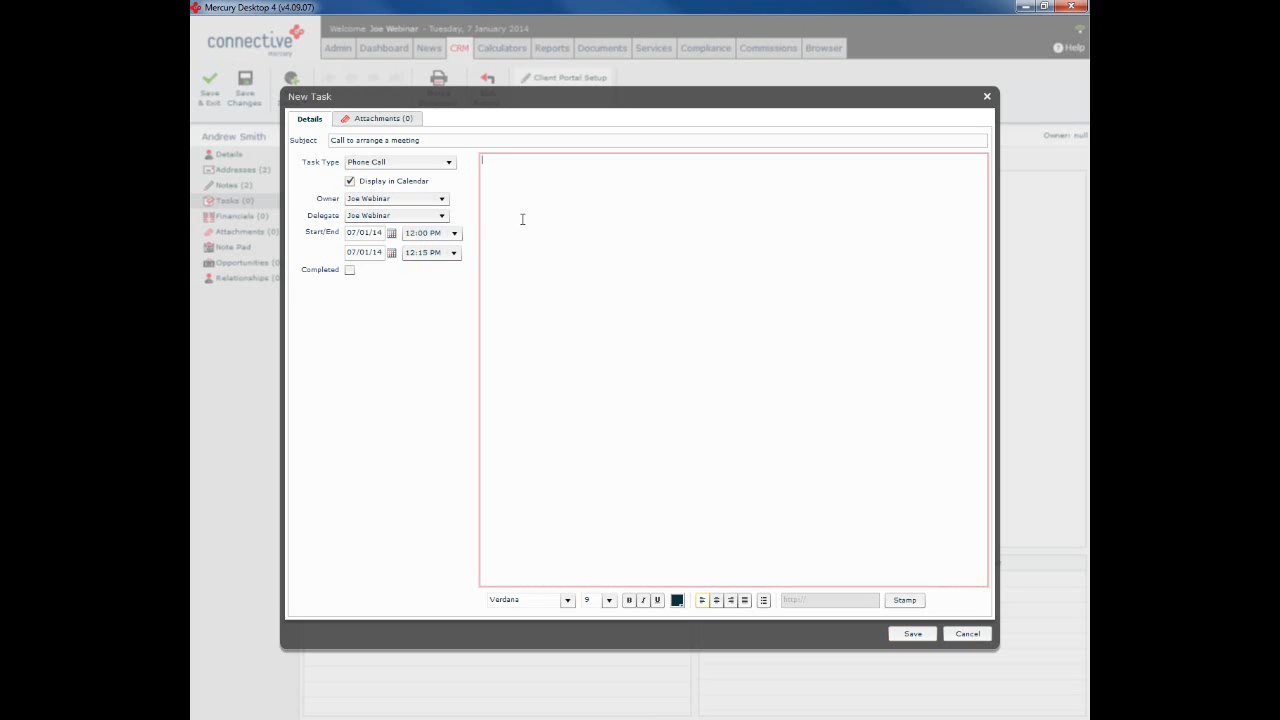 Mercury Desktop 4 (v4.09.07)
connective
mercury
Welcome Joe Webinar - Tuesday, 7 January 2014
Admin Dashboard News CRM Calculators Reports Documents Services Compliance Commissions Browser
Help
Save & Exit
Save Changes
Client Portal Setup
New Task
Details
Attachments (0)
Subject Call to arrange a meeting
Task Type Phone Call
Display in Calendar
Owner Joe Webinar
Delegate Joe Webinar
Start/End 07/01/14 12:00 PM
07/01/14 12:15 PM
Completed
Andrew Smith
Owner: null
Details
Addresses (2)
Notes (2)
Tasks (0)
Financials (0)
Attachments (0)
Note Pad
Opportunities (0
Relationships (0
Verdana 9 B I U https:// Stamp
Save Cancel